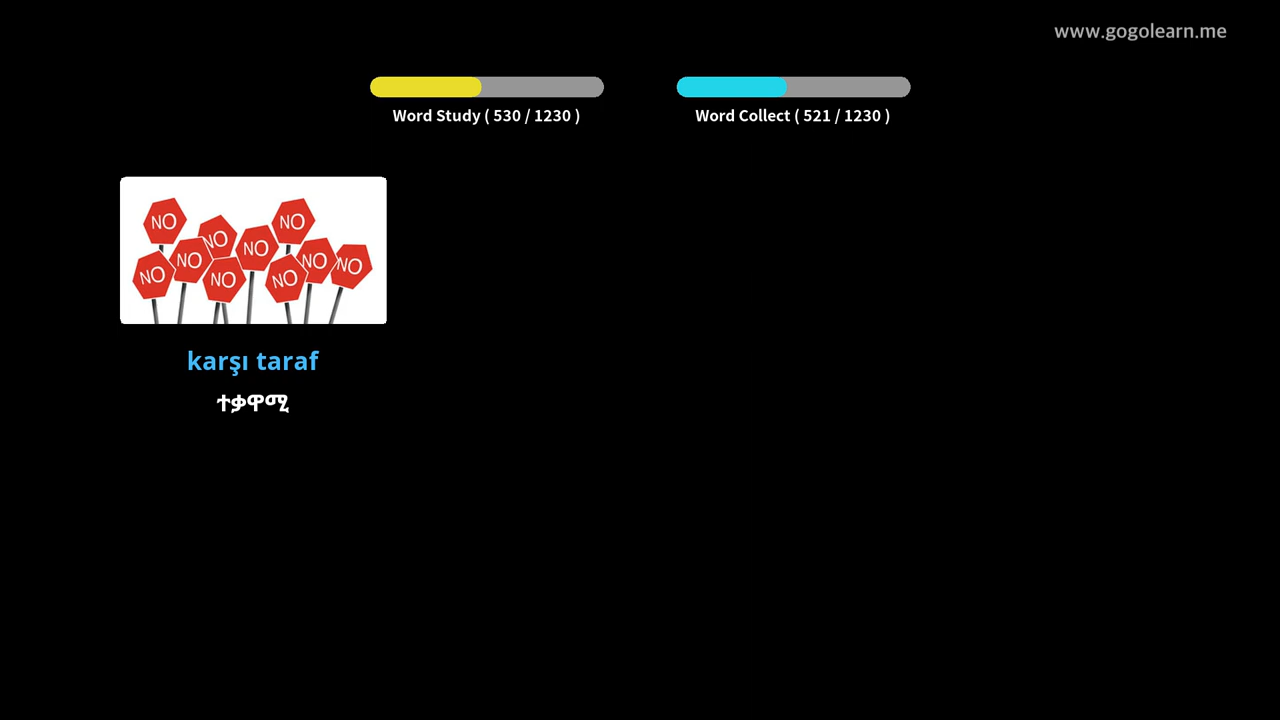 www.gogolearn.me
Word Study ( 530 / 1230 )
Word Collect ( 521 / 1230 )
NO
NO
NO
NO
NO
NO
NO
NO
NO
NO
karşı taraf
ተቃዋሚ